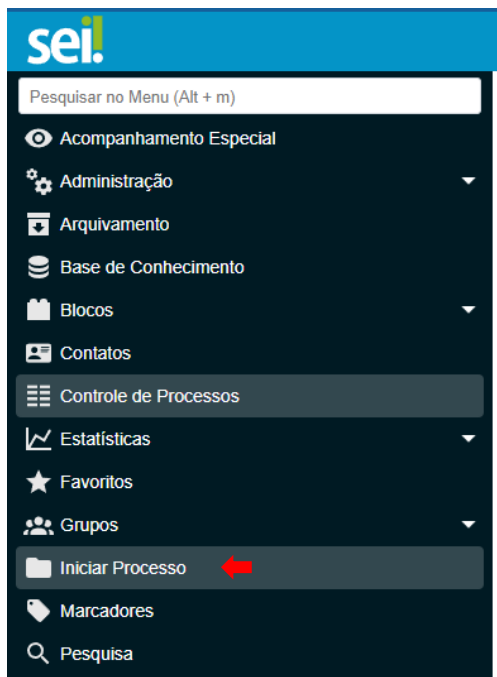 sei!
Pesquisar no Menu (Alt + m)
Acompanhamento Especial
Administração
Arquivamento
Base de Conhecimento
Blocos
Contatos
Controle de Processos
Estatísticas
Favoritos
Grupos
Iniciar Processo
Marcadores
Pesquisa